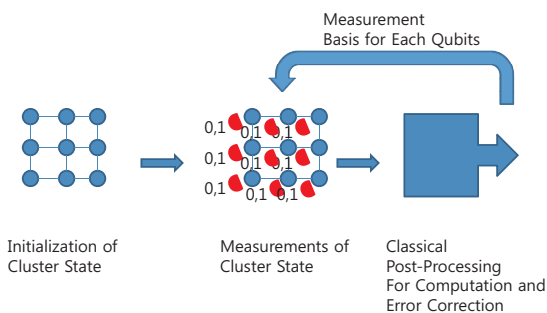 Measurement
Basis for Each Qubits
0,1 0,1 0,1
0,1 0,1 0,1
0,1 0,1 0,1
Initialization of
Cluster State
Measurements of
Cluster State
Classical
Post-Processing
For Computation and
Error Correction